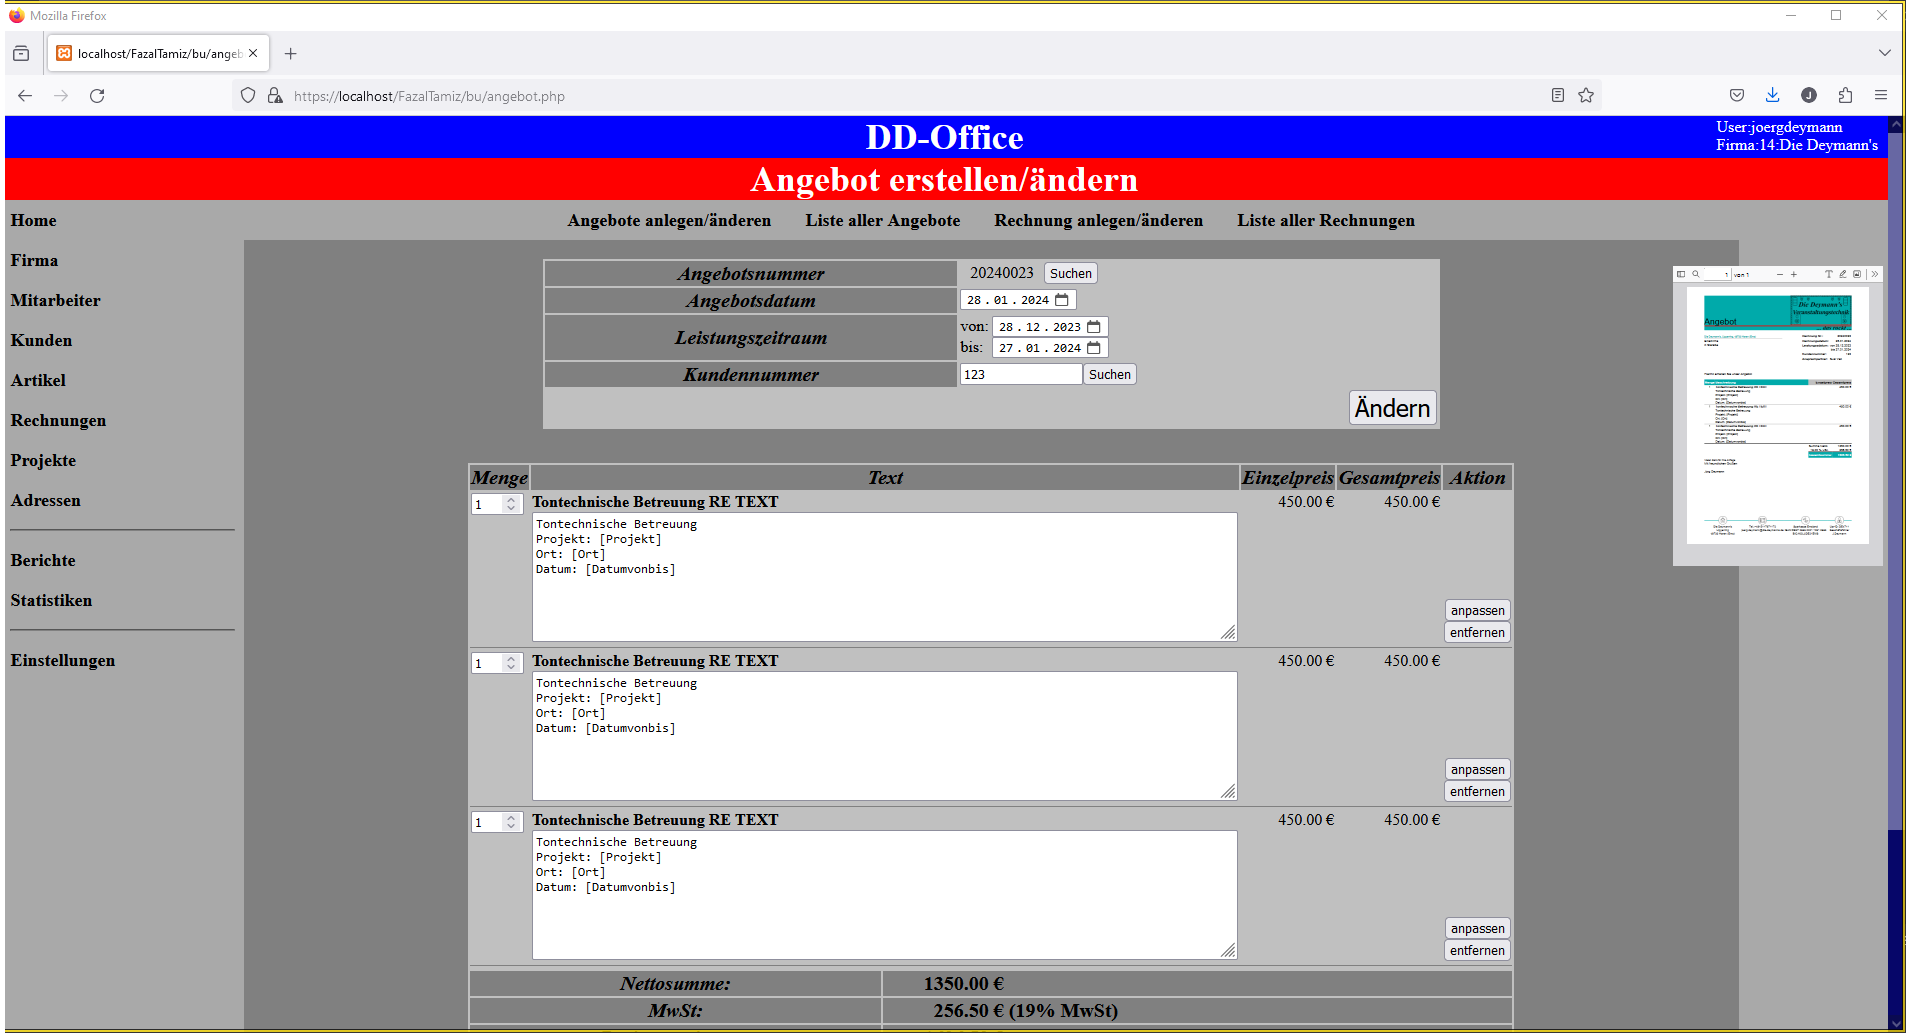 Mozilla Firefox
localhost/FazalTamiz/bu/angeb
https://localhost/FazalTamiz/bu/angebot.php
J
DD-Office
User:joergdeymann
Firma:14:Die Deymann's
Angebot erstellen/ändern
Home
Angebote anlegen/änderen Liste aller Angebote Rechnung anlegen/änderen Liste aller Rechnungen
Firma
Mitarbeiter
Kunden
Artikel
Rechnungen
Projekte
Adressen
Berichte
Statistiken
Einstellungen
Angebotsnummer 20240023 Suchen
Angebotsdatum 28.01.2024
Leistungszeitraum von: 28.12.2023
bis: 27.01.2024
Kundennummer 123 Suchen
Ändern
1 von 1
Die Deymann's
Veranstaltungstechnik
Angebot
Menge Text Einzelpreis Gesamtpreis Aktion
1 Tontechnische Betreuung RE TEXT 450.00 € 450.00 €
Tontechnische Betreuung
Projekt: [Projekt]
Ort: [Ort]
Datum: [Datumvonbis]
anpassen
entfernen
1 Tontechnische Betreuung RE TEXT 450.00 € 450.00 €
Tontechnische Betreuung
Projekt: [Projekt]
Ort: [Ort]
Datum: [Datumvonbis]
anpassen
entfernen
1 Tontechnische Betreuung RE TEXT 450.00 € 450.00 €
Tontechnische Betreuung
Projekt: [Projekt]
Ort: [Ort]
Datum: [Datumvonbis]
anpassen
entfernen
Nettosumme: 1350.00 €
MwSt: 256.50 € (19% MwSt)